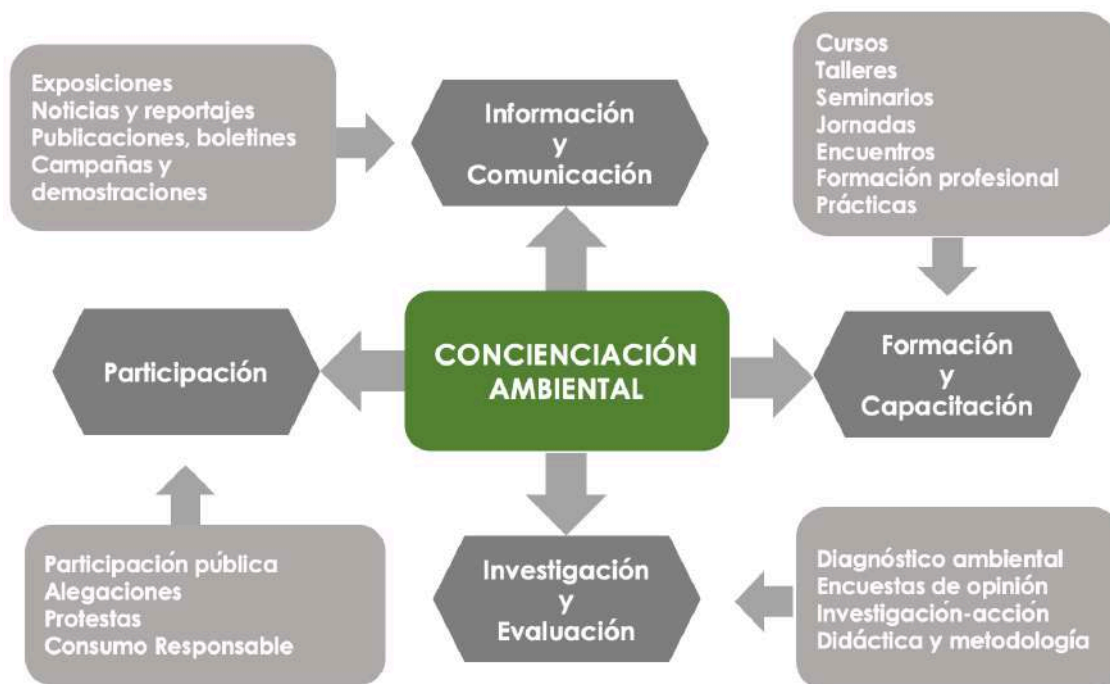 Exposiciones
Noticias y reportajes
Publicaciones, boletines
Campañas y
demostraciones
Información
y
Comunicación
Cursos
Talleres
Seminarios
Jornadas
Encuentros
Formación profesional
Prácticas
Participación
CONCIENCIACIÓN
AMBIENTAL
Formación
y
Capacitación
Participación pública
Alegaciones
Protestas
Consumo Responsable
Investigación
y
Evaluación
Diagnóstico ambiental
Encuestas de opinión
Investigación-acción
Didáctica y metodología